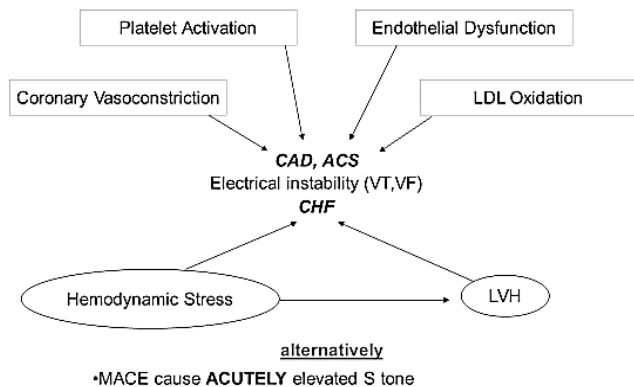 Platelet Activation
Endothelial Dysfunction
Coronary Vasoconstriction
LDL Oxidation
CAD, ACS
Electrical instability (VT,VF)
CHF
Hemodynamic Stress
LVH
alternatively
•MACE cause ACUTELY elevated S tone